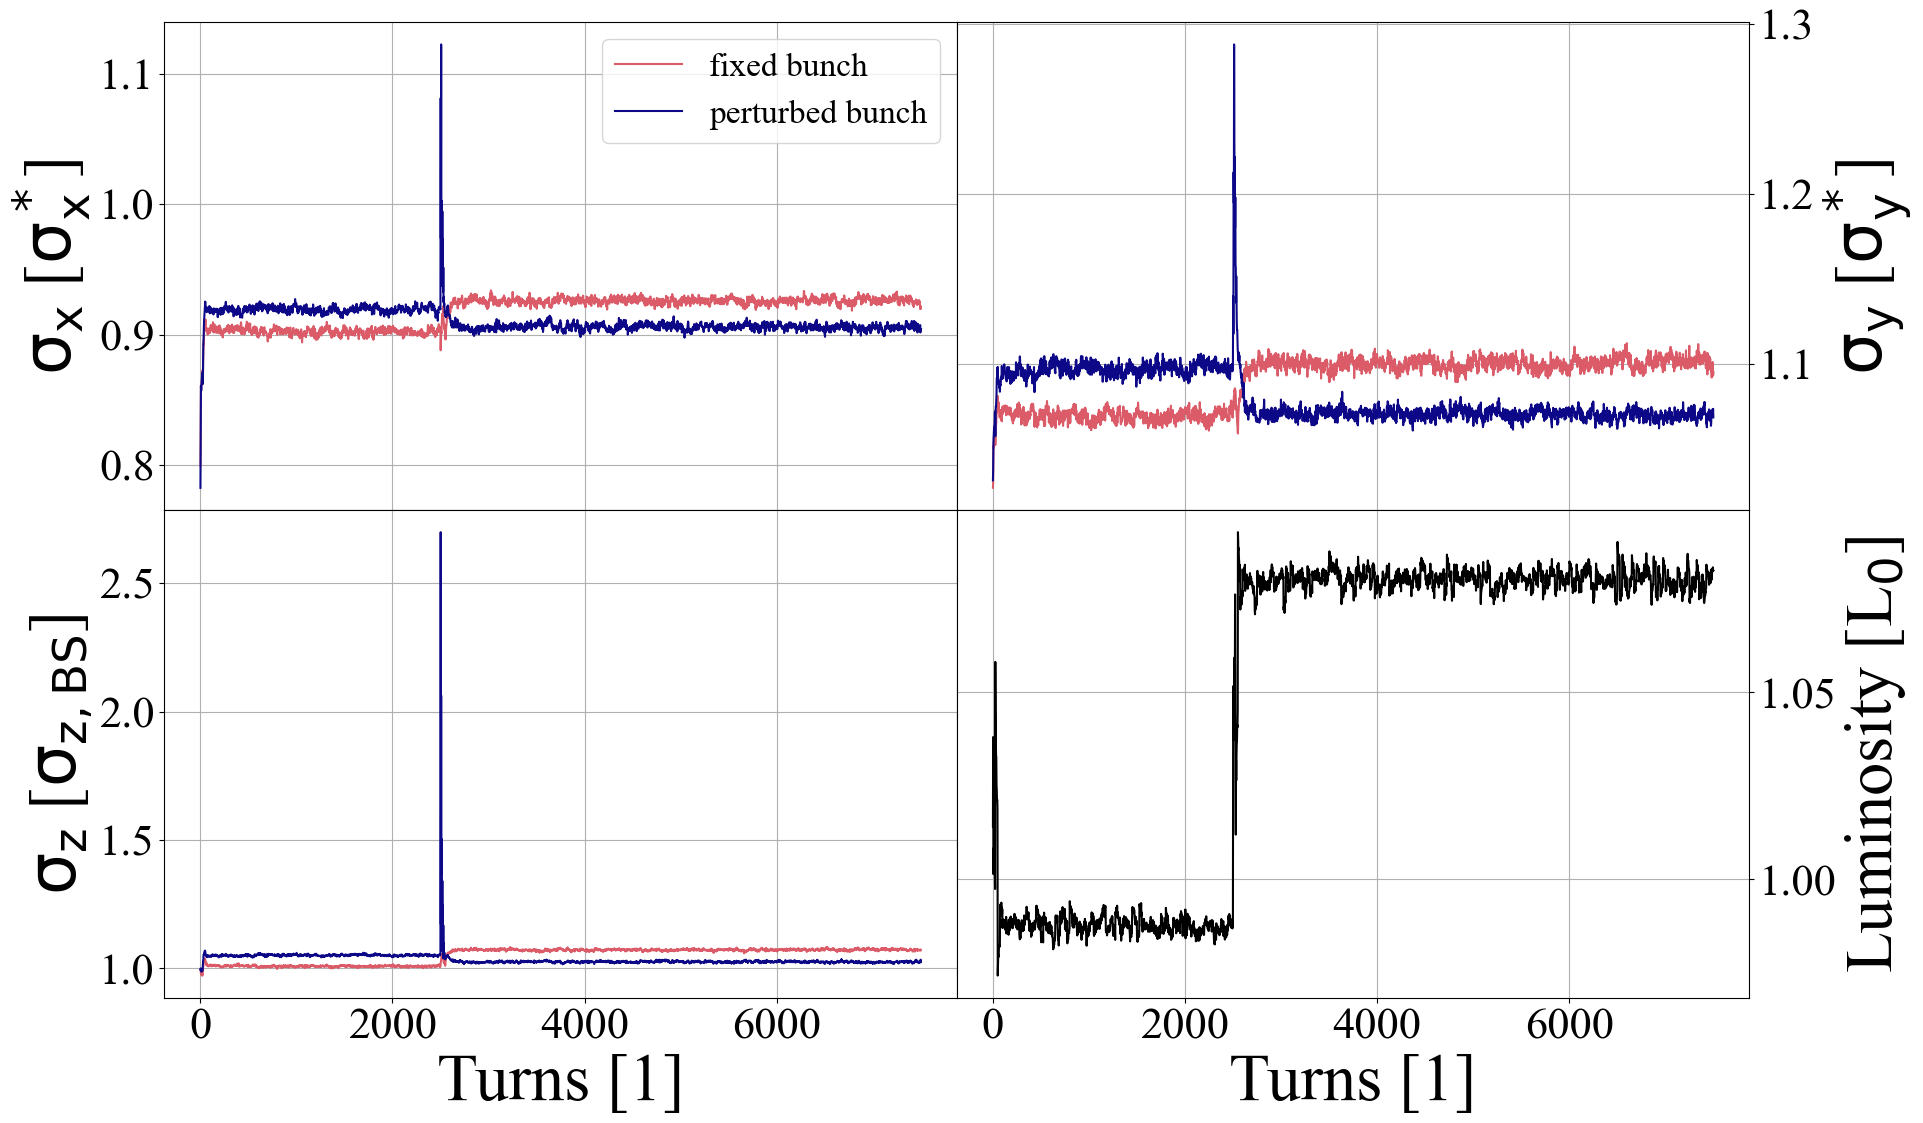 fixed bunch
perturbed bunch
σx [σx*]
1.1
1.0
0.9
0.8
1.3
1.2
1.1
σy [σy*]
σz [σz, BS]
2.5
2.0
1.5
1.0
1.05
1.00
Luminosity [L0]
0 2000 4000 6000
0 2000 4000 6000
Turns [1]
Turns [1]